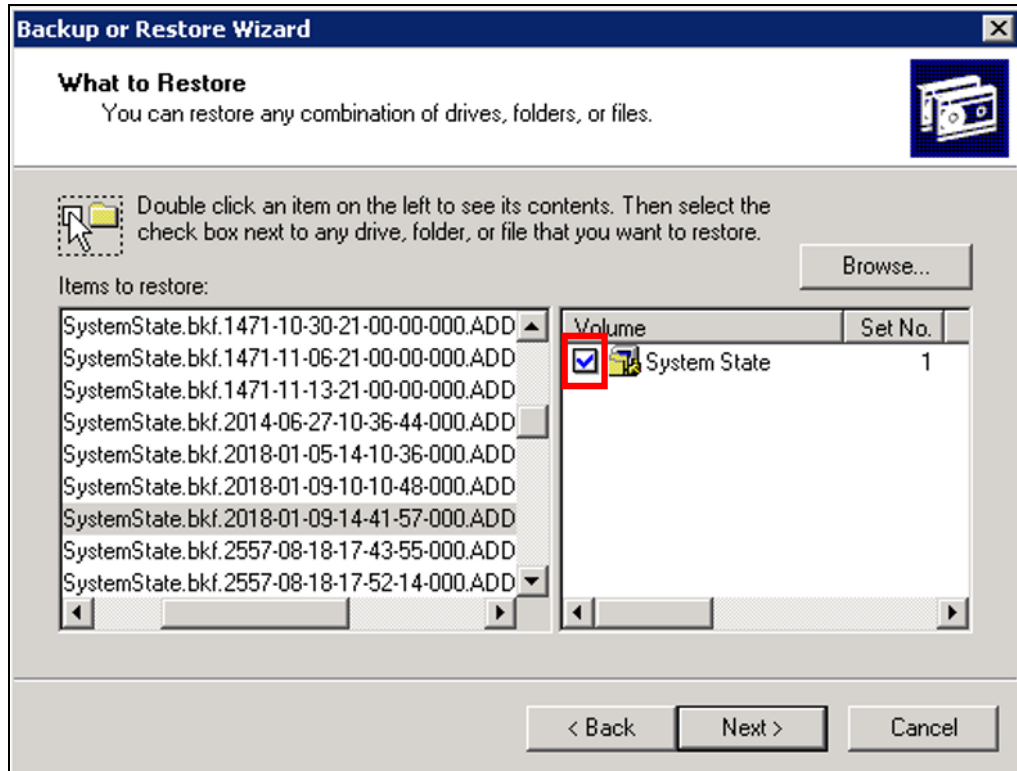 Backup or Restore Wizard
What to Restore
You can restore any combination of drives, folders, or files.
Double click an item on the left to see its contents. Then select the
check box next to any drive, folder, or file that you want to restore.
Browse...
Items to restore:
SystemState.bkf.1471-10-30-21-00-00-000.ADD
SystemState.bkf.1471-11-06-21-00-00-000.ADD
SystemState.bkf.1471-11-13-21-00-00-000.ADD
SystemState.bkf.2014-06-27-10-36-44-000.ADD
SystemState.bkf.2018-01-05-14-10-36-000.ADD
SystemState.bkf.2018-01-09-10-10-48-000.ADD
SystemState.bkf.2018-01-09-14-41-57-000.ADD
SystemState.bkf.2557-08-18-17-43-55-000.ADD
SystemState.bkf.2557-08-18-17-52-14-000.ADD
Volume Set No.
System State 1
< Back Next > Cancel